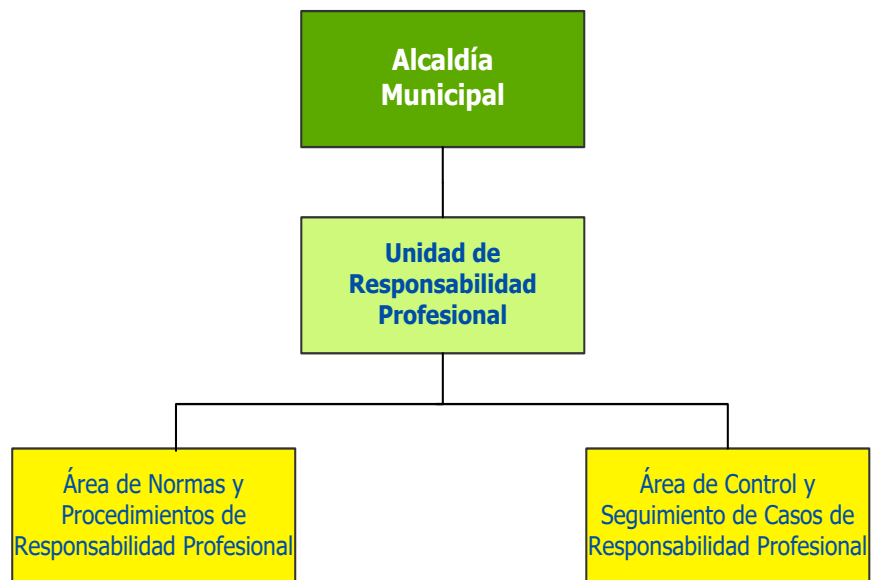 Alcaldía
Municipal
Unidad de
Responsabilidad
Profesional
Área de Normas y
Procedimientos de
Responsabilidad Profesional
Área de Control y
Seguimiento de Casos de
Responsabilidad Profesional